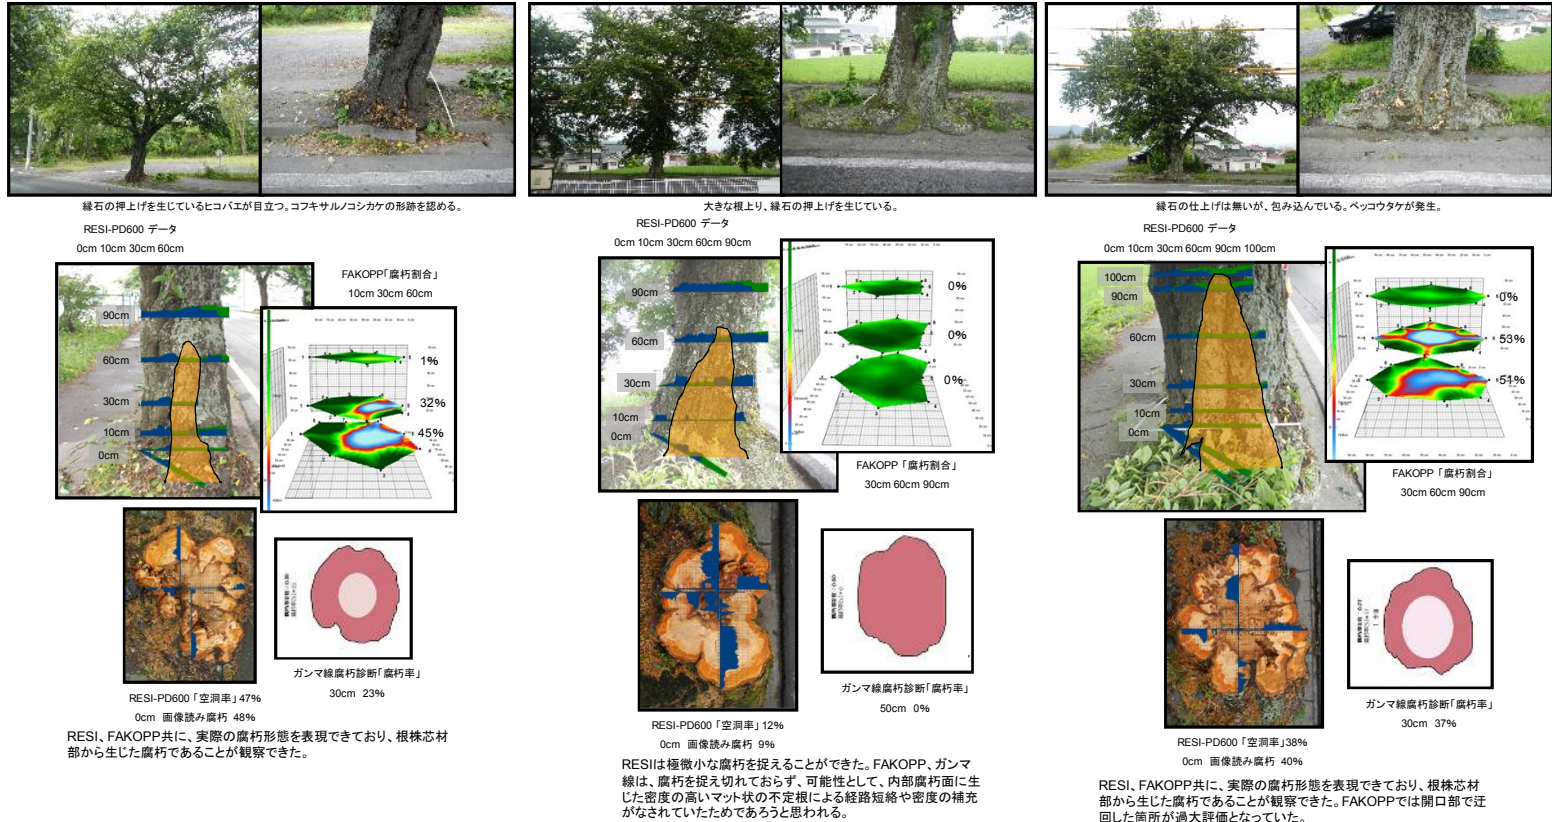 縁石の押上げを生じているヒコバエが目立つ。コフキサルノコシカケの形跡を認める。
RESI-PD600 データ
0cm 10cm 30cm 60cm
FAKOPP「腐朽割合」
10cm 30cm 60cm
90cm
60cm
30cm
10cm
0cm
1%
32%
45%
RESI-PD600 「空洞率」47%
0cm 画像読み腐朽 48%
ガンマ線腐朽診断「腐朽率」
30cm 23%
RESI、FAKOPP共に、実際の腐朽形態を表現できており、根株芯材
部から生じた腐朽であることが観察できた。
大きな根上り、縁石の押上げを生じている。
RESI-PD600 データ
0cm 10cm 30cm 60cm 90cm
90cm
60cm
30cm
10cm
0cm
0%
0%
0%
FAKOPP 「腐朽割合」
30cm 60cm 90cm
RESI-PD600 「空洞率」12%
0cm 画像読み腐朽 9%
ガンマ線腐朽診断「腐朽率」
50cm 0%
RESIは極微小な腐朽を捉えることができた。FAKOPP、ガンマ
線は、腐朽を捉え切れておらず、可能性として、内部腐朽面に生
じた密度の高いマット状の不定根による経路短絡や密度の補充
がなされていたためであろうと思われる。
縁石の仕上げは無いが、包み込んでいる。ベッコウタケが発生。
RESI-PD600 データ
0cm 10cm 30cm 60cm 90cm 100cm
100cm
90cm
60cm
30cm
10cm
0cm
0%
53%
51%
FAKOPP 「腐朽割合」
30cm 60cm 90cm
RESI-PD600 「空洞率」38%
0cm 画像読み腐朽 40%
ガンマ線腐朽診断「腐朽率」
30cm 37%
RESI、FAKOPP共に、実際の腐朽形態を表現できており、根株芯材
部から生じた腐朽であることが観察できた。FAKOPPでは開口部で迂
回した箇所が過大評価となっていた。